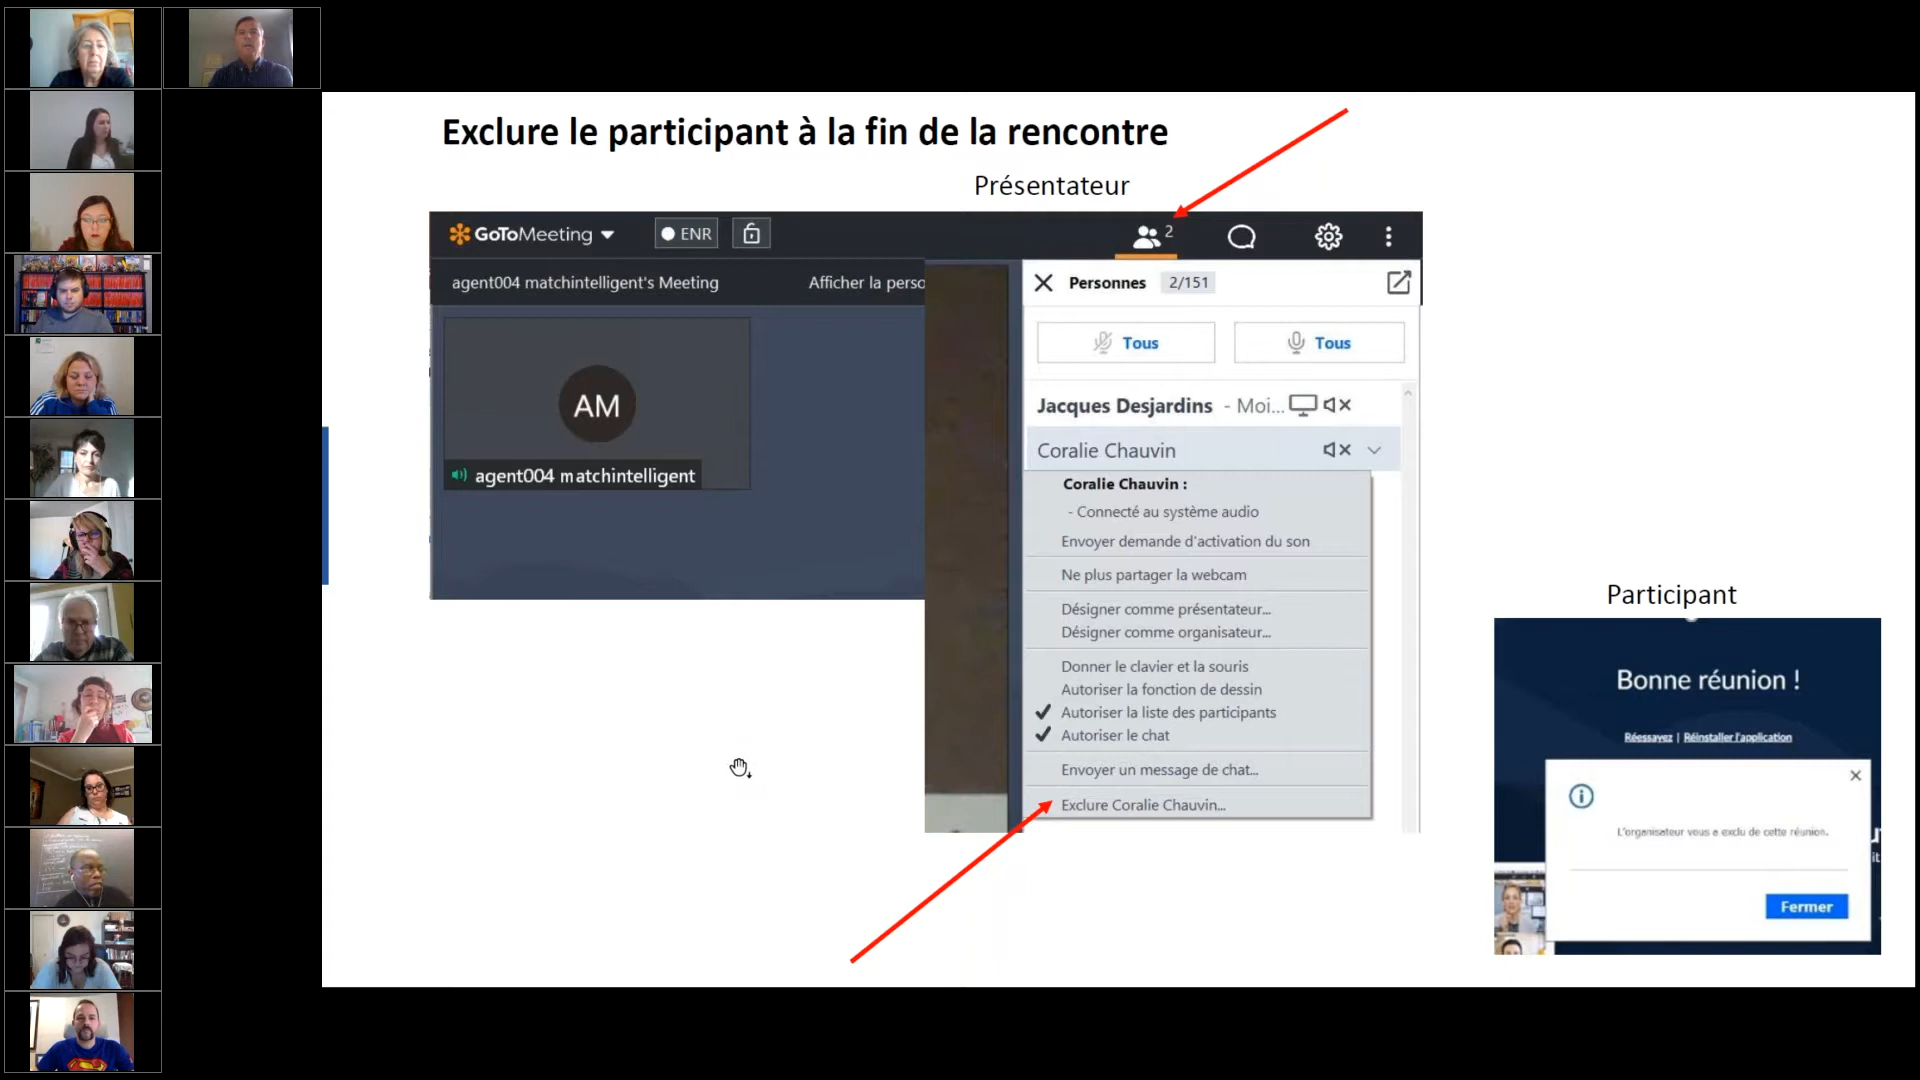 Exclure le participant à la fin de la rencontre
Présentateur
GoToMeeting
ENR
2
agent004 matchintelligent's Meeting
Afficher la perso
AM
agent004 matchintelligent
Personnes 2/151
Tous
Tous
Jacques Desjardins - Moi...
Coralie Chauvin
Coralie Chauvin :
- Connecté au système audio
Envoyer demande d'activation du son
Ne plus partager la webcam
Désigner comme présentateur...
Désigner comme organisateur...
Donner le clavier et la souris
Autoriser la fonction de dessin
Autoriser la liste des participants
Autoriser le chat
Envoyer un message de chat...
Exclure Coralie Chauvin...
Participant
Bonne réunion !
Réessayez | Réinstaller l'application
L'organisateur vous a exclu de cette réunion.
Fermer